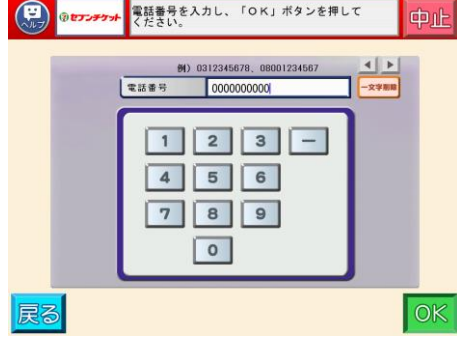 ヘルプ
セブンチケット
電話番号を入力し、「OK」ボタンを押して
ください。
中止
例) 0312345678, 08001234567
電話番号
0000000000
一文字削除
1 2 3 ー
4 5 6
7 8 9
0
戻る
OK